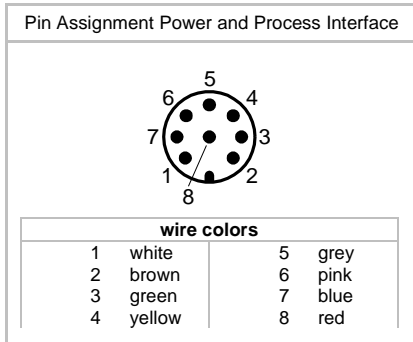 Pin Assignment Power and Process Interface
5
6 4
7 3
1 2
8
wire colors
1 white 5 grey
2 brown 6 pink
3 green 7 blue
4 yellow 8 red